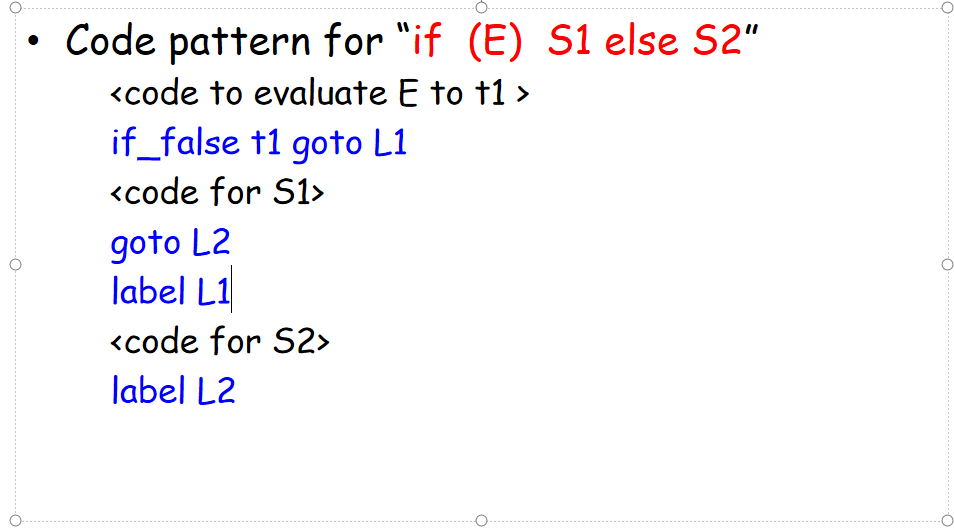 • Code pattern for “if (E) S1 else S2”
<code to evaluate E to t1 >
if_false t1 goto L1
<code for S1>
goto L2
label L1
<code for S2>
label L2